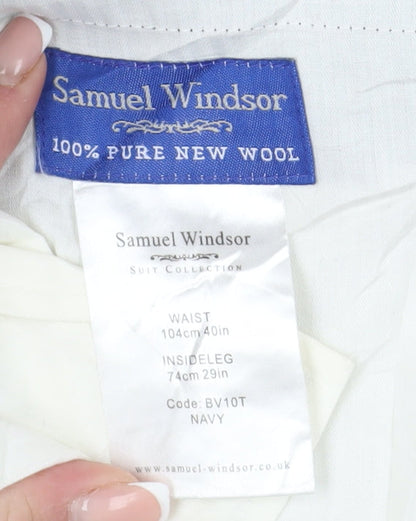 Samuel Windsor
100% PURE NEW WOOL
Samuel Windsor
SUIT COLLECTION
WAIST
104cm 40in
INSIDELEG
74cm 29in
Code: BV10T
NAVY
www.samuel-windsor.co.uk